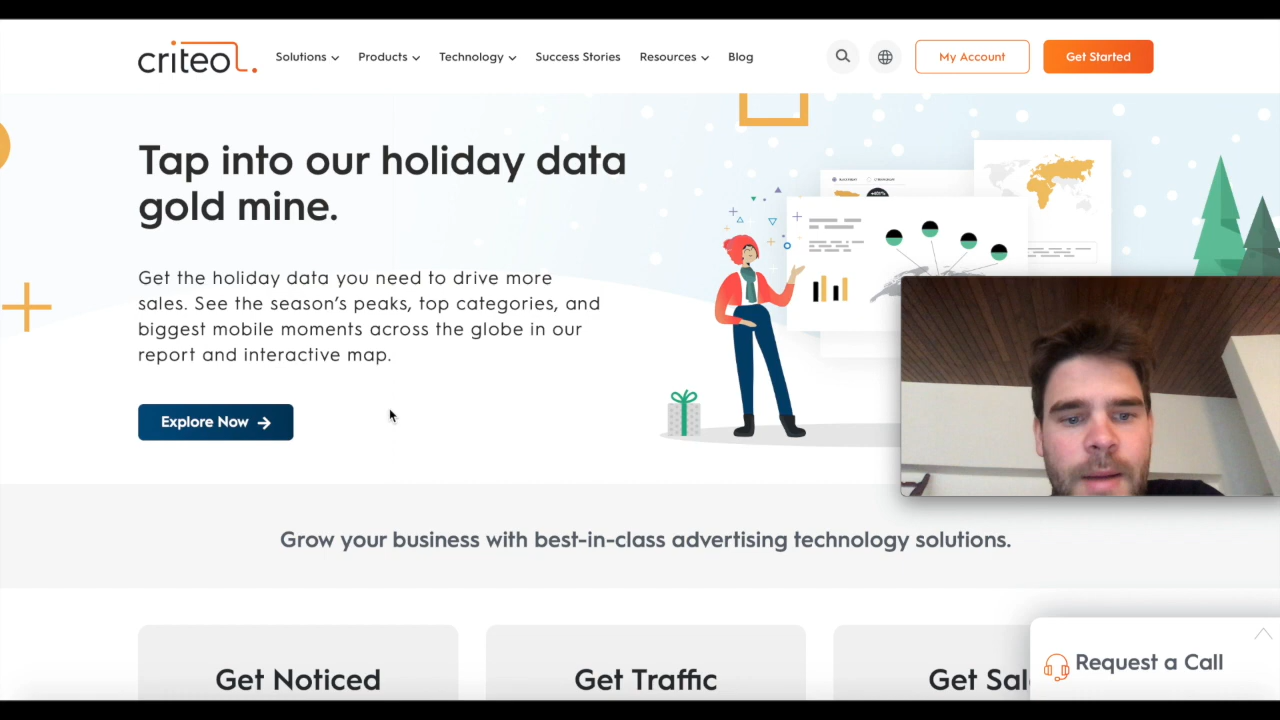 criteo
Solutions Products Technology Success Stories Resources Blog
My Account
Get Started
Tap into our holiday data
gold mine.
Get the holiday data you need to drive more
sales. See the season's peaks, top categories, and
biggest mobile moments across the globe in our
report and interactive map.
Explore Now
Grow your business with best-in-class advertising technology solutions.
Get Noticed
Get Traffic
Get Sal
Request a Call